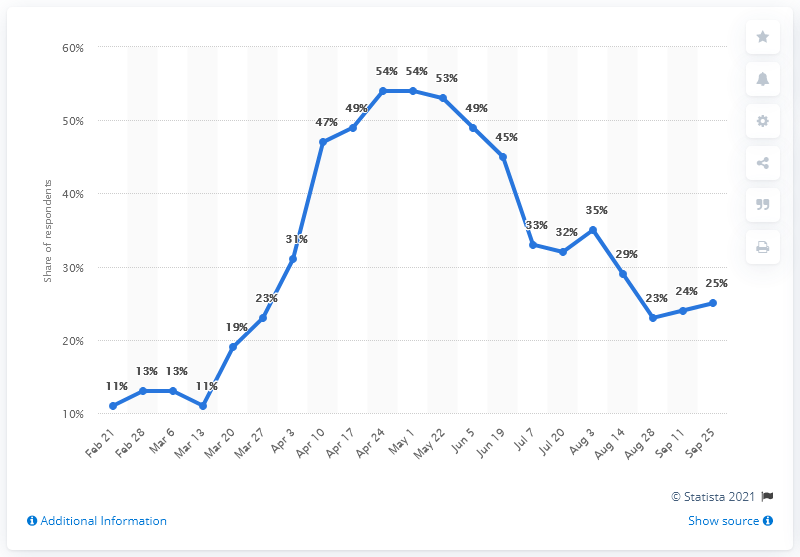 60%
50%
40%
30%
20%
10%
Share of respondents
11%
13%
13%
11%
19%
23%
31%
47%
49%
54%
54%
53%
49%
45%
33%
32%
35%
29%
23%
24%
25%
Feb 21
Feb 28
Mar 6
Mar 13
Mar 20
Mar 27
Apr 3
Apr 10
Apr 17
Apr 24
May 1
May 22
Jun 5
Jun 19
Jul 7
Jul 20
Aug 3
Aug 14
Aug 28
Sep 11
Sep 25
© Statista 2021
Additional Information
Show source